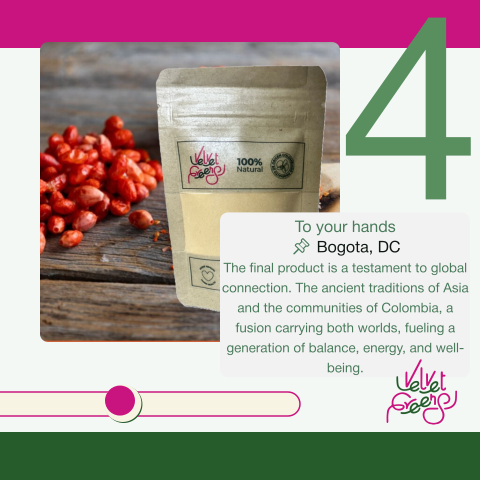 4
Velvet
Greens
100%
Natural
To your hands
Bogota, DC
The final product is a testament to global
connection. The ancient traditions of Asia
and the communities of Colombia, a
fusion carrying both worlds, fueling a
generation of balance, energy, and well-
being.
Velvet
Greens